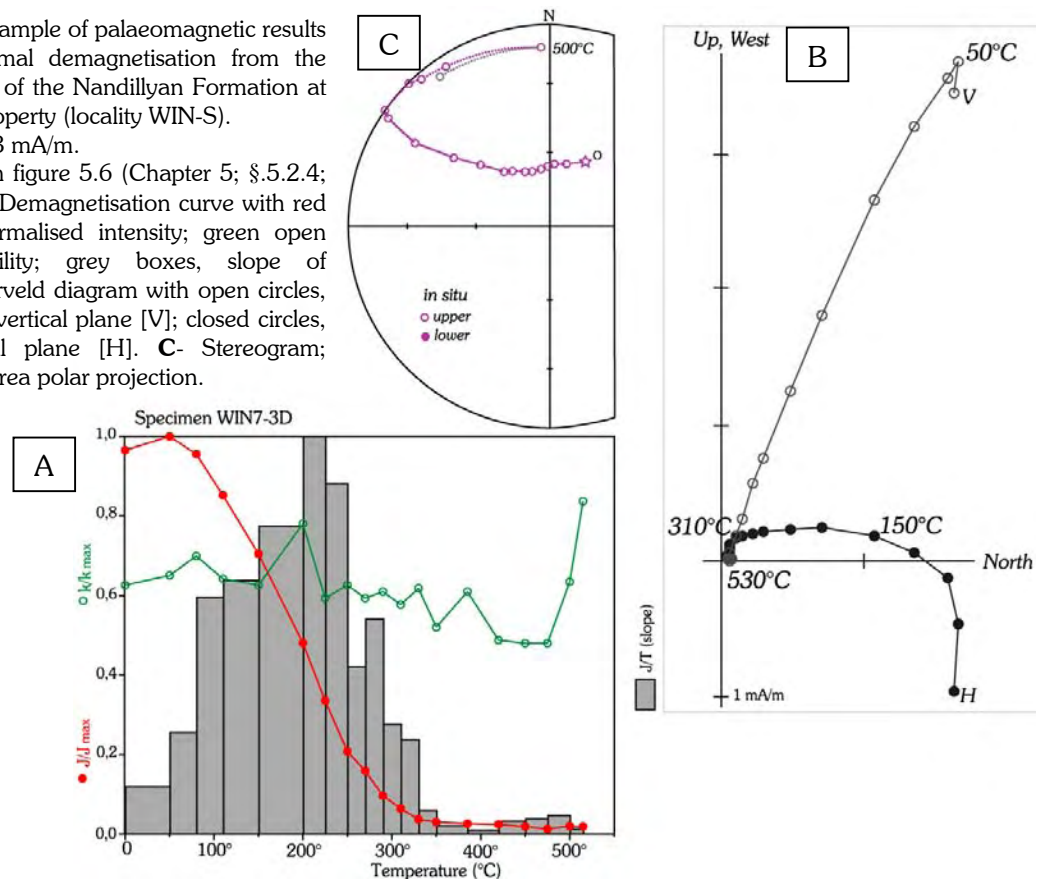 ample of palaeomagnetic results
mal demagnetisation from the
of the Nandillyan Formation at
operty (locality WIN-S).
3 mA/m.
n figure 5.6 (Chapter 5; §.5.2.4;
Demagnetisation curve with red
rmalised intensity; green open
ility; grey boxes, slope of
rveld diagram with open circles,
vertical plane [V]; closed circles,
l plane [H]. C- Stereogram;
rea polar projection.
C
N
500°C
O
in situ
upper
lower
B
Up, West
50°C
V
310°C
150°C
North
530°C
1 mA/m
H
A
Specimen WIN7-3D
1,0
0,8
0,6
0,4
0,2
0,0
k/k max
J/J max
J/T (slope)
0
100°
200°
300°
400°
500°
Temperature (°C)